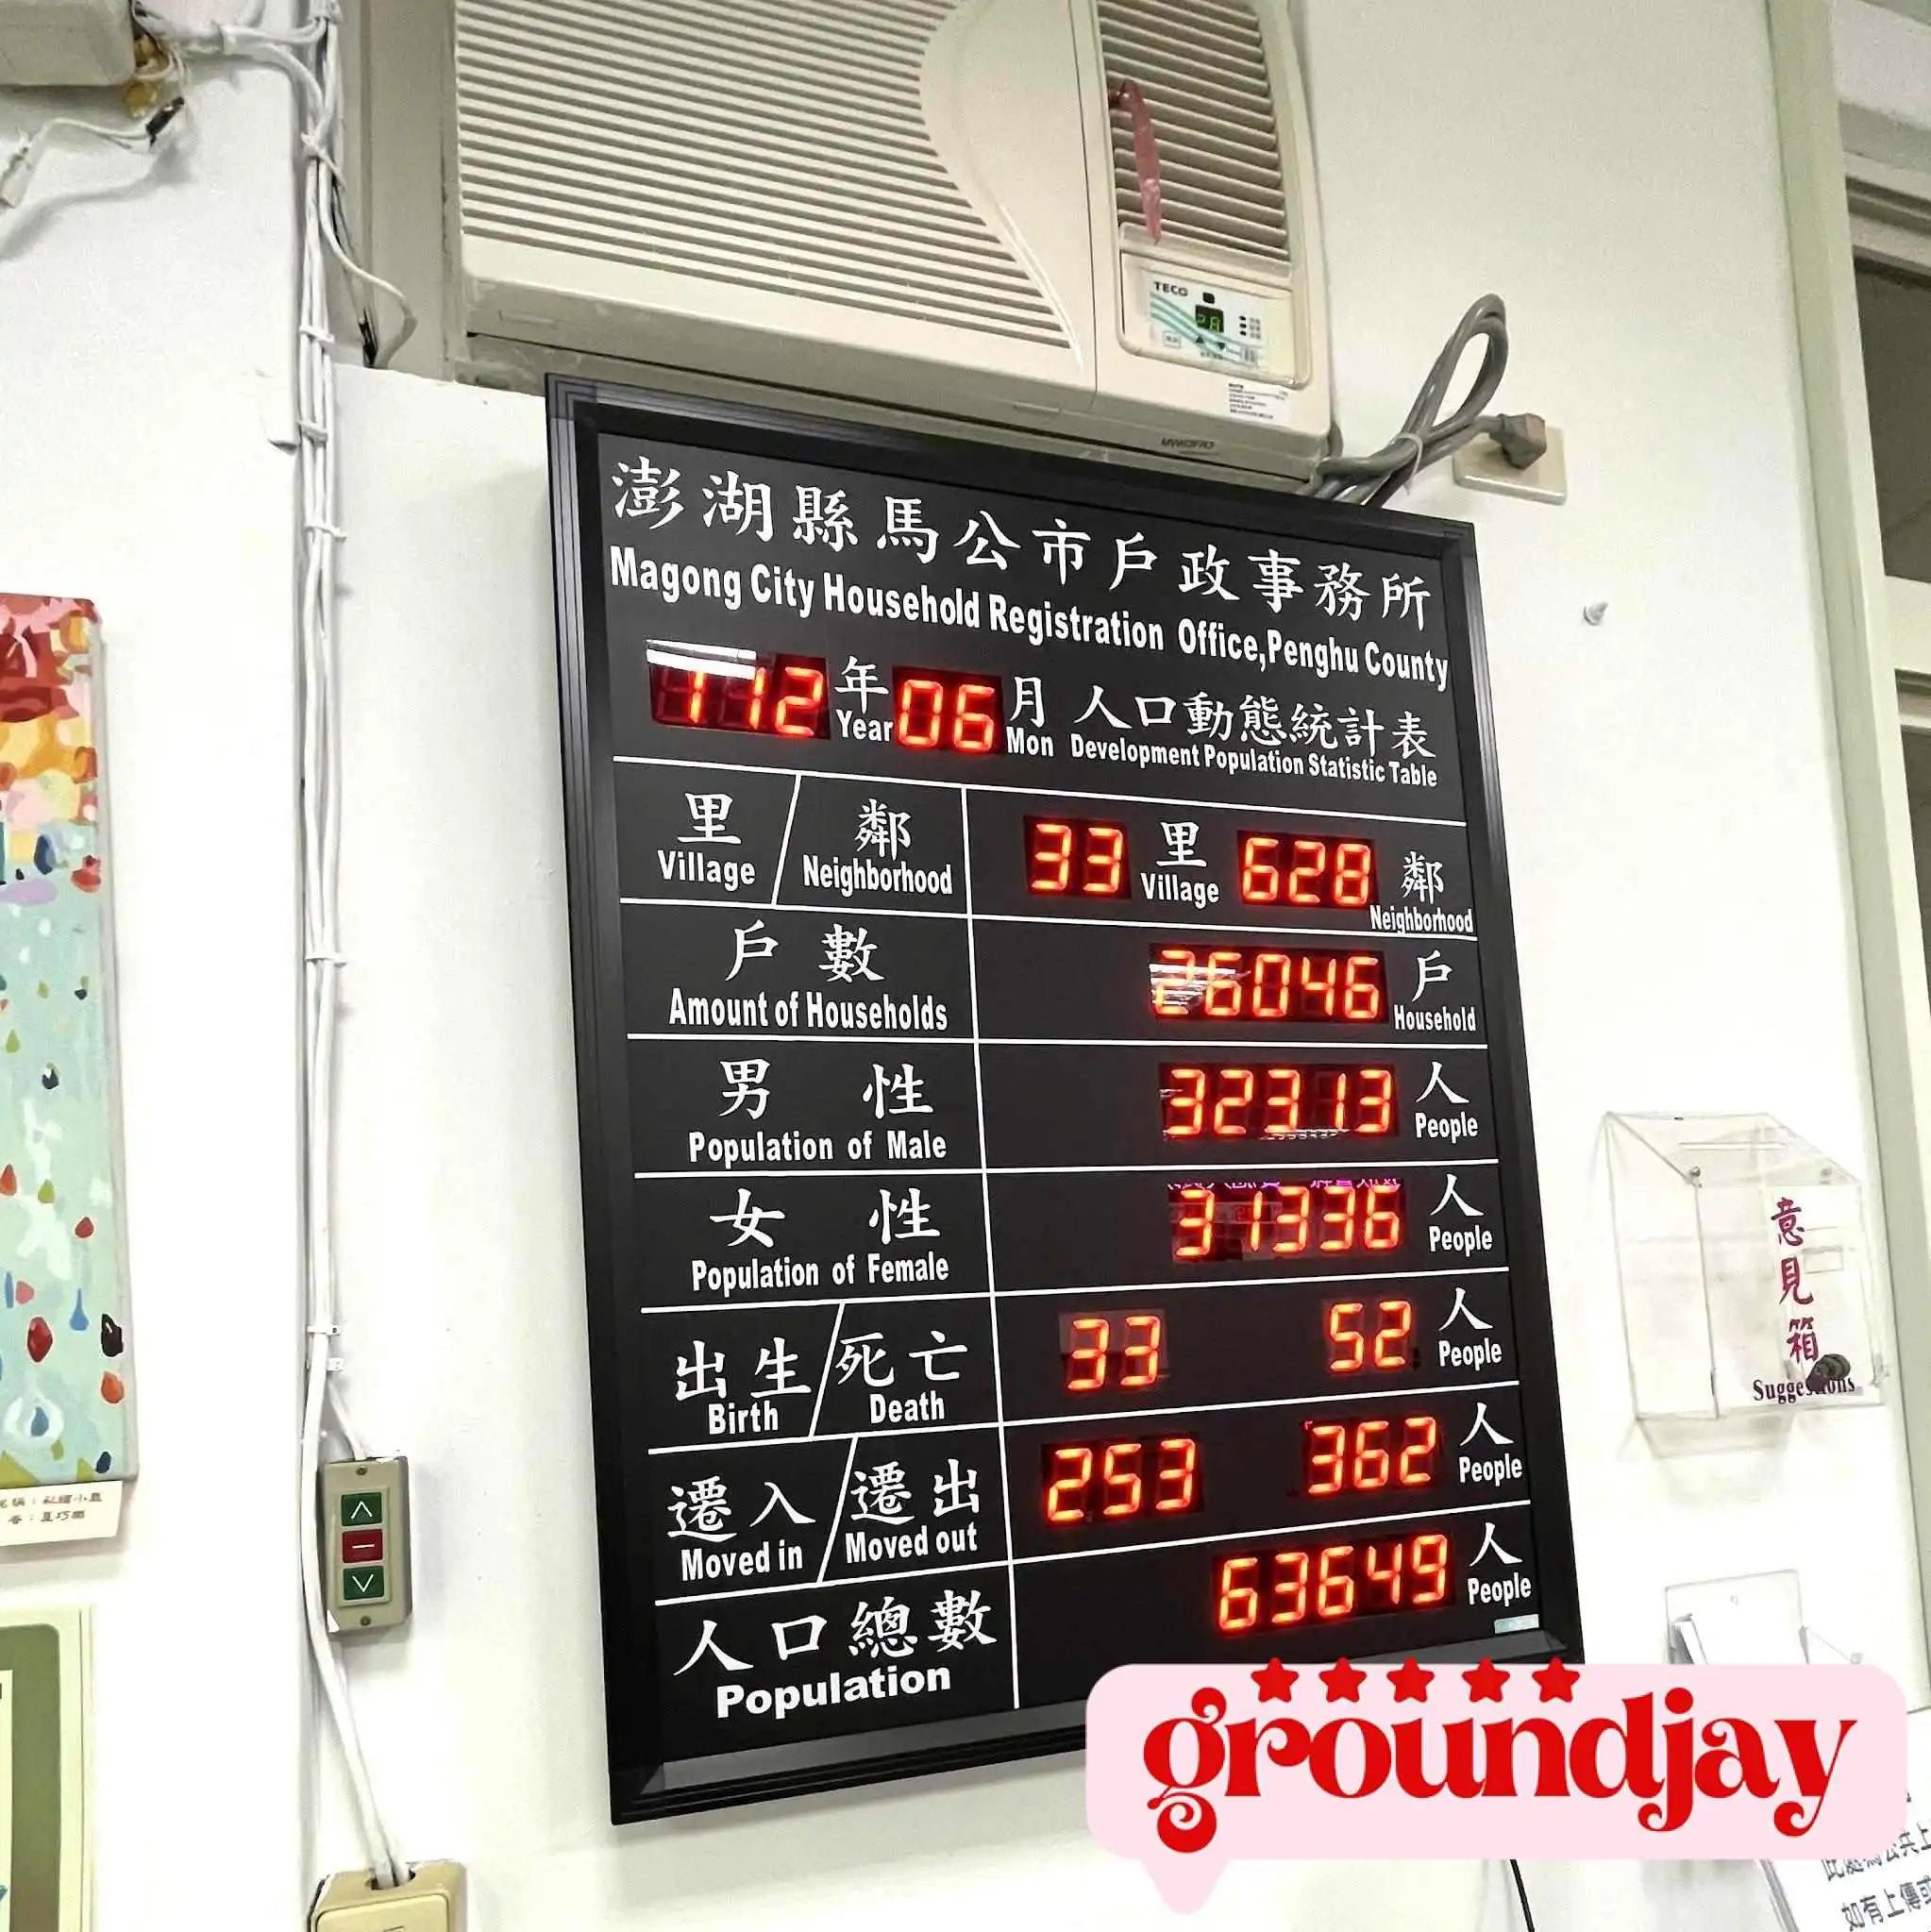 TECO
澎湖縣馬公市戶政事務所
Magong City Household Registration Office,Penghu County
112 年 Year 06 月 Mon 人口動態統計表 Development Population Statistic Table
里 Village / 鄰 Neighborhood 33 里 Village 628 鄰 Neighborhood
戶數 Amount of Households 26046 戶 Household
男性 Population of Male 32313 人 People
女性 Population of Female 31336 人 People
出生 Birth / 死亡 Death 33 52 人 People
遷入 Moved in / 遷出 Moved out 253 362 人 People
人口總數 Population 63649 人 People
意見箱
Suggestions
groundjay
如有上傳